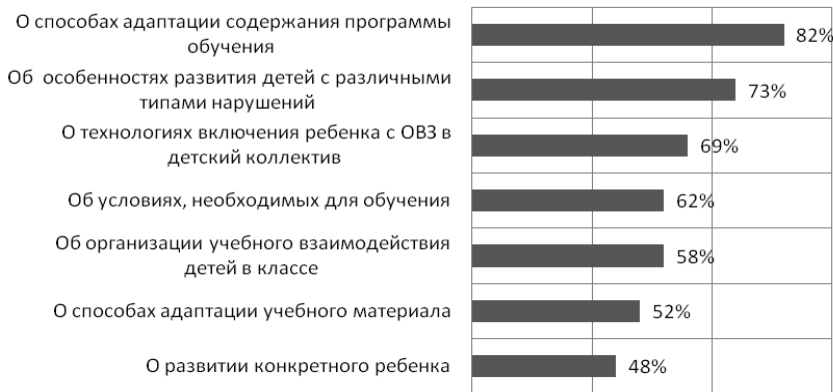 О способах адаптации содержания программы
обучения
82%
Об особенностях развития детей с различными
типами нарушений
73%
О технологиях включения ребенка с ОВЗ в
детский коллектив
69%
Об условиях, необходимых для обучения
62%
Об организации учебного взаимодействия
детей в классе
58%
О способах адаптации учебного материала
52%
О развитии конкретного ребенка
48%